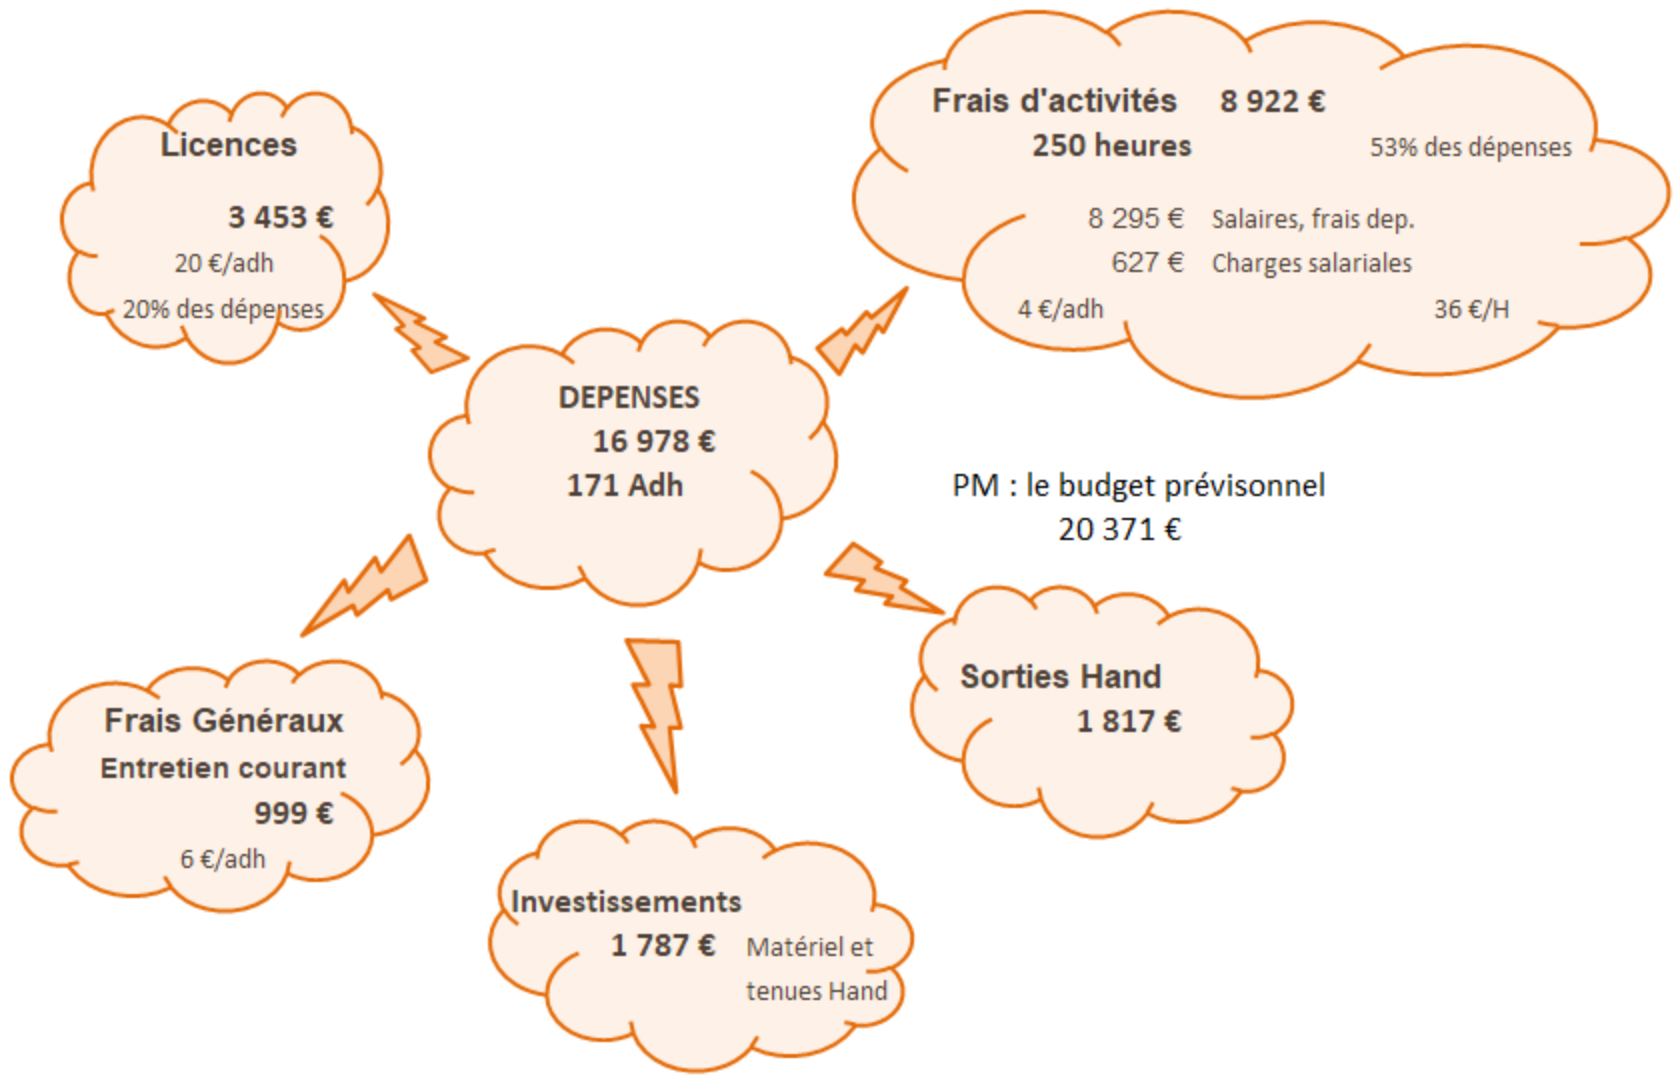 Frais d'activités 8 922 €
250 heures 53% des dépenses
8 295 € Salaires, frais dep.
627 € Charges salariales
4 €/adh 36 €/H
Licences
3 453 €
20 €/adh
20% des dépenses
DEPENSES
16 978 €
171 Adh
PM : le budget prévisonnel
20 371 €
Sorties Hand
1 817 €
Frais Généraux
Entretien courant
999 €
6 €/adh
Investissements
1 787 € Matériel et
tenues Hand